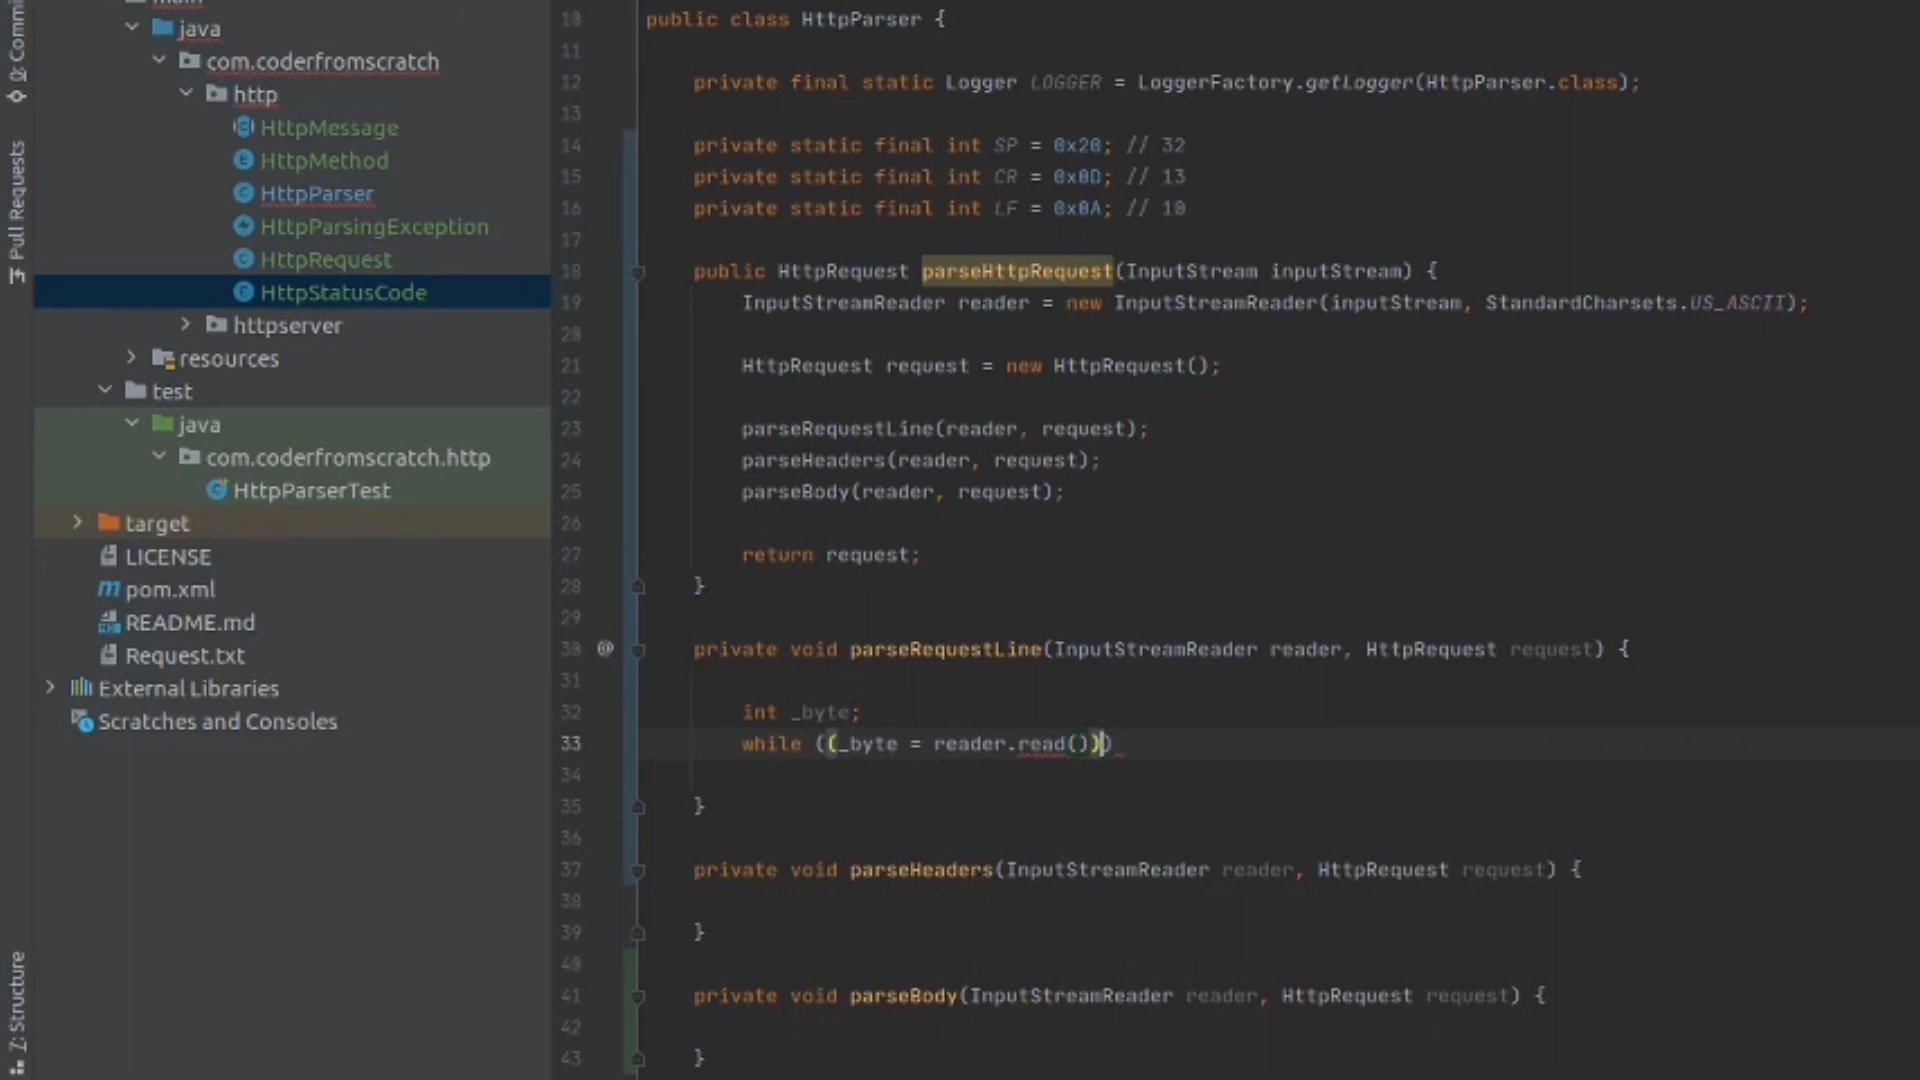 main
java
com.coderfromscratch
http
HttpMessage
HttpMethod
HttpParser
HttpParsingException
HttpRequest
HttpStatusCode
httpserver
resources
test
java
com.coderfromscratch.http
HttpParserTest
target
LICENSE
pom.xml
README.md
Request.txt
External Libraries
Scratches and Consoles
Pull Requests
Z: Structure
10 public class HttpParser {
11
12 private final static Logger LOGGER = LoggerFactory.getLogger(HttpParser.class);
13
14 private static final int SP = 0x20; // 32
15 private static final int CR = 0x0D; // 13
16 private static final int LF = 0x0A; // 10
17
18 public HttpRequest parseHttpRequest(InputStream inputStream) {
19 InputStreamReader reader = new InputStreamReader(inputStream, StandardCharsets.US_ASCII);
20
21 HttpRequest request = new HttpRequest();
22
23 parseRequestLine(reader, request);
24 parseHeaders(reader, request);
25 parseBody(reader, request);
26
27 return request;
28 }
29
30 @ private void parseRequestLine(InputStreamReader reader, HttpRequest request) {
31
32 int _byte;
33 while ((_byte = reader.read()))
34
35 }
36
37 private void parseHeaders(InputStreamReader reader, HttpRequest request) {
38
39 }
40
41 private void parseBody(InputStreamReader reader, HttpRequest request) {
42
43 }